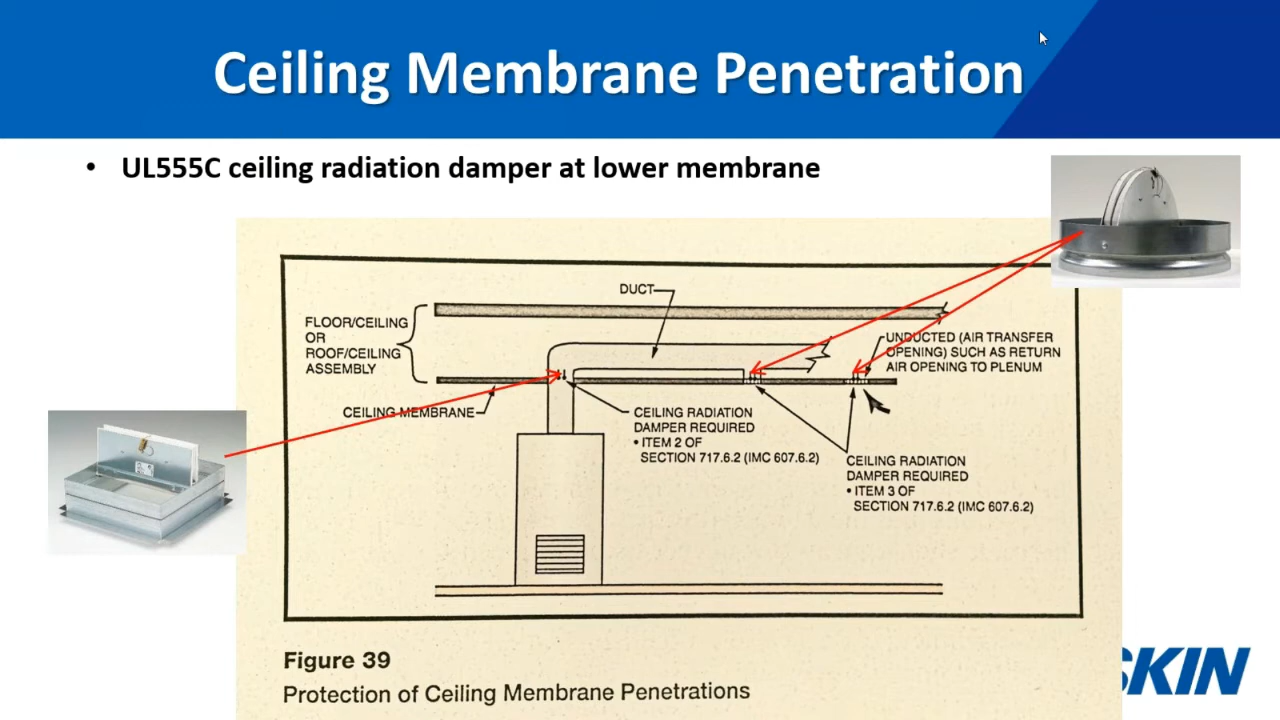 Ceiling Membrane Penetration
• UL555C ceiling radiation damper at lower membrane
DUCT
FLOOR/CEILING
OR
ROOF/CEILING
ASSEMBLY
UNDUCTED (AIR TRANSFER
OPENING) SUCH AS RETURN
AIR OPENING TO PLENUM
CEILING MEMBRANE
CEILING RADIATION
DAMPER REQUIRED
• ITEM 2 OF
SECTION 717.6.2 (IMC 607.6.2)
CEILING RADIATION
DAMPER REQUIRED
• ITEM 3 OF
SECTION 717.6.2 (IMC 607.6.2)
Figure 39
Protection of Ceiling Membrane Penetrations
SKIN